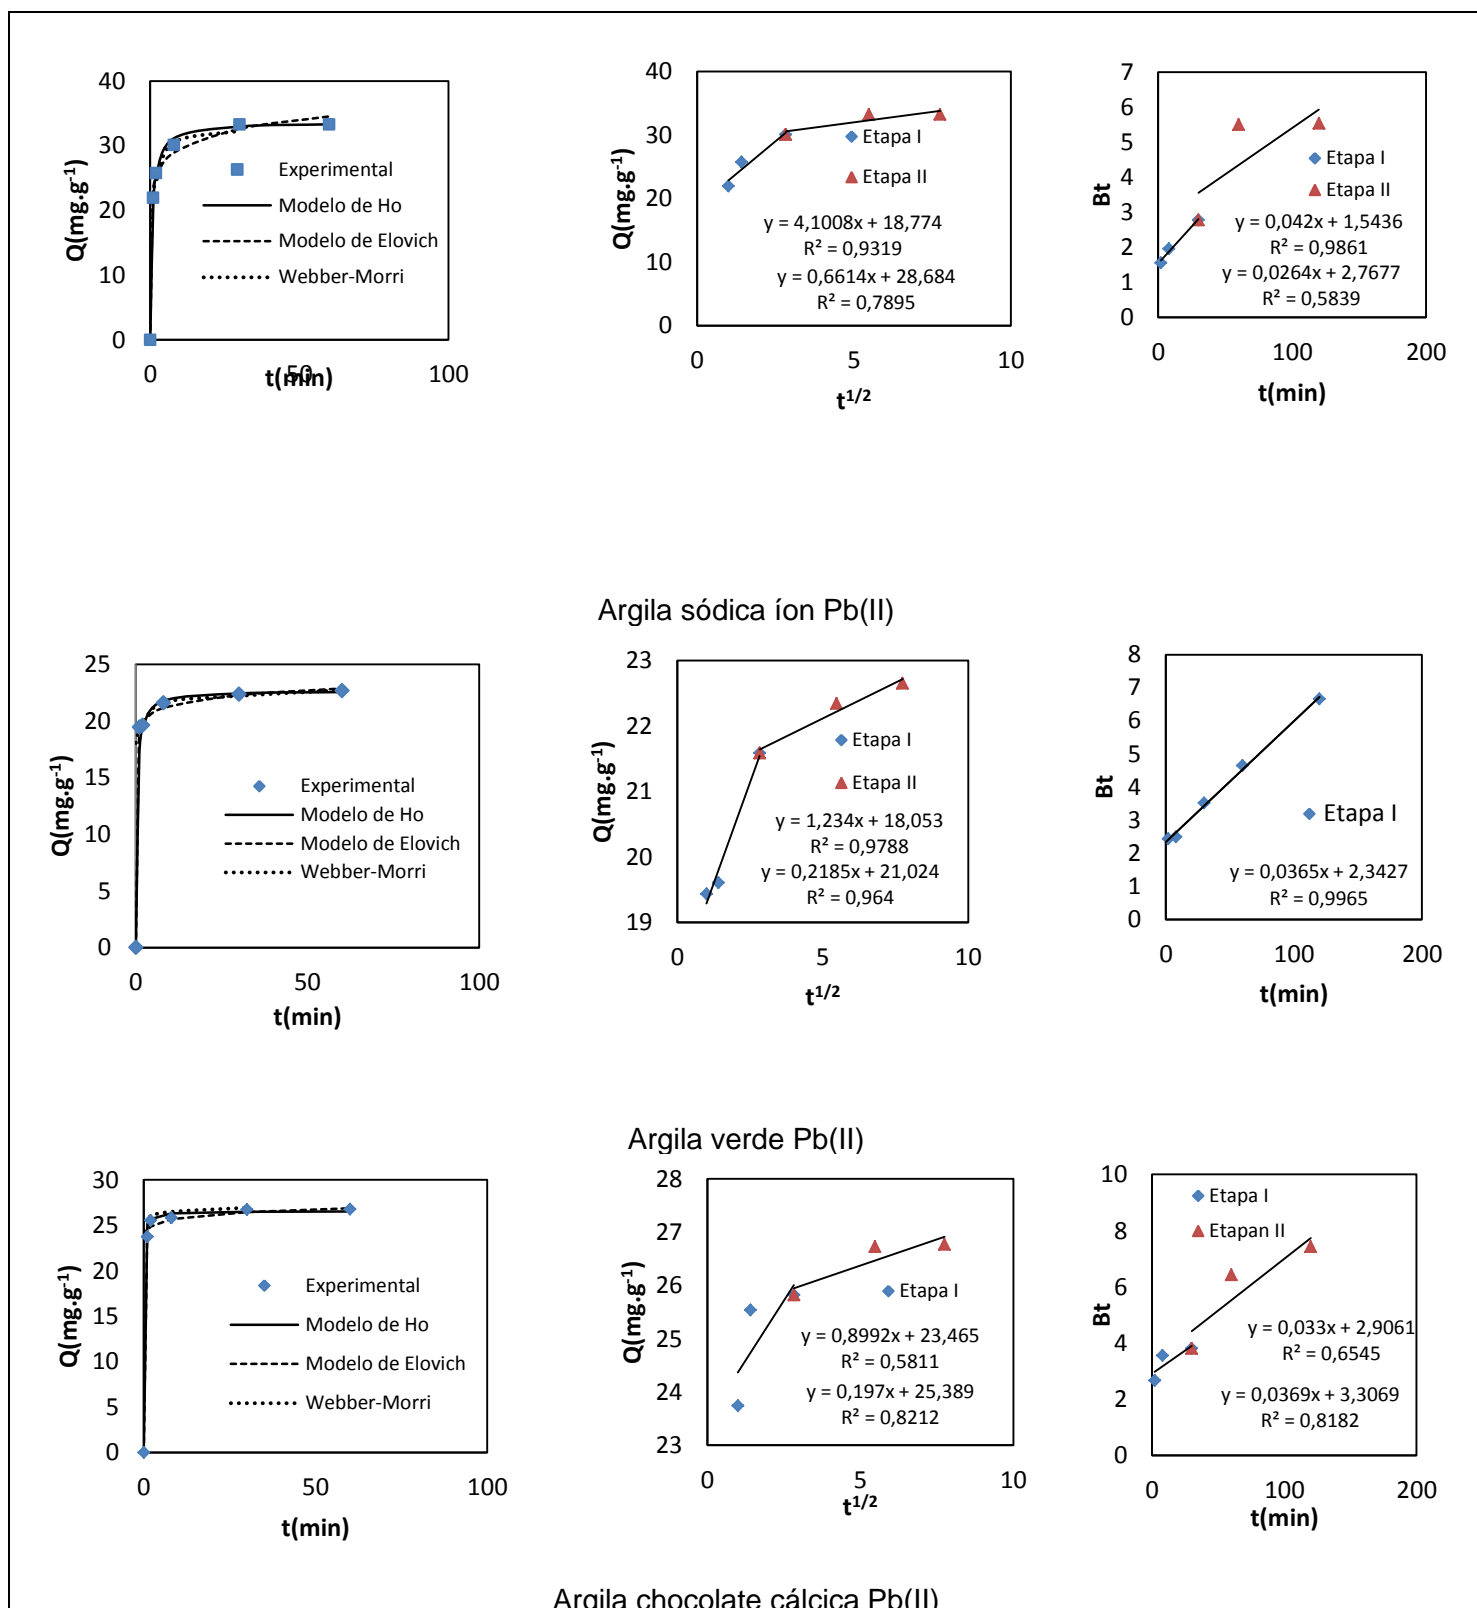 40
30
20
10
0
Q(mg.g-1)
Experimental
Modelo de Ho
Modelo de Elovich
Webber-Morri
0
50
100
t(min)
40
30
20
10
0
Q(mg.g-1)
Etapa I
Etapa II
y = 4,1008x + 18,774
R² = 0,9319
y = 0,6614x + 28,684
R² = 0,7895
0
5
10
t1/2
7
6
5
4
3
2
1
0
Bt
Etapa I
Etapa II
y = 0,042x + 1,5436
R² = 0,9861
y = 0,0264x + 2,7677
R² = 0,5839
0
100
200
t(min)
Argila sódica íon Pb(II)
25
20
15
10
5
0
Q(mg.g-1)
Experimental
Modelo de Ho
Modelo de Elovich
Webber-Morri
0
50
100
t(min)
23
22
21
20
19
Q(mg.g-1)
Etapa I
Etapa II
y = 1,234x + 18,053
R² = 0,9788
y = 0,2185x + 21,024
R² = 0,964
0
5
10
t1/2
8
7
6
5
4
3
2
1
0
Bt
Etapa I
y = 0,0365x + 2,3427
R² = 0,9965
0
100
200
t(min)
Argila verde Pb(II)
30
25
20
15
10
5
0
Q(mg.g-1)
Experimental
Modelo de Ho
Modelo de Elovich
Webber-Morri
0
50
100
t(min)
28
27
26
25
24
23
Q(mg.g-1)
Etapa I
y = 0,8992x + 23,465
R² = 0,5811
y = 0,197x + 25,389
R² = 0,8212
0
5
10
t1/2
10
8
6
4
2
0
Bt
Etapa I
Etapan II
y = 0,033x + 2,9061
R² = 0,6545
y = 0,0369x + 3,3069
R² = 0,8182
0
100
200
t(min)
Argila chocolate cálcica Pb(II)